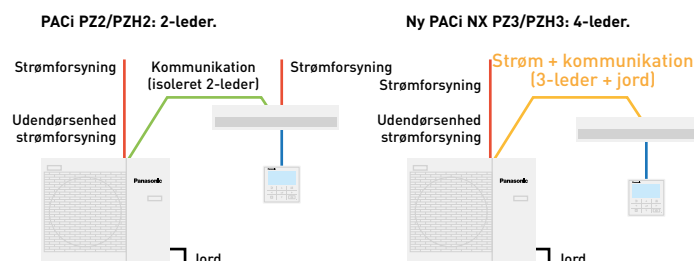 PACi PZ2/PZH2: 2-leder.
Strømforsyning
Kommunikation
(isoleret 2-leder)
Strømforsyning
Udendørsenhed
strømforsyning
Panasonic
Jord
Ny PACi NX PZ3/PZH3: 4-leder.
Strøm + kommunikation
(3-leder + jord)
Strømforsyning
Udendørsenhed
strømforsyning
Panasonic
Jord